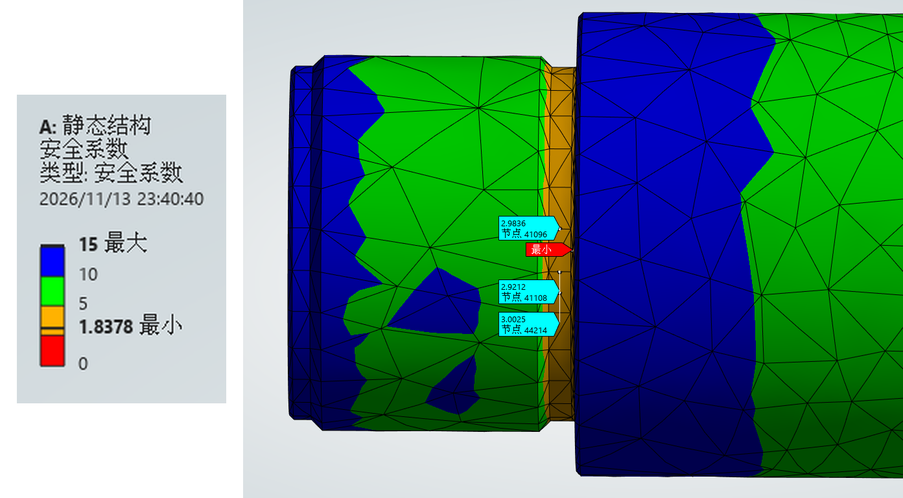 A: 静态结构
安全系数
类型: 安全系数
2026/11/13 23:40:40
15 最大
10
5
1.8378 最小
0
2.9836
节点 41096
最小
2.9212
节点 41108
3.0025
节点 44214